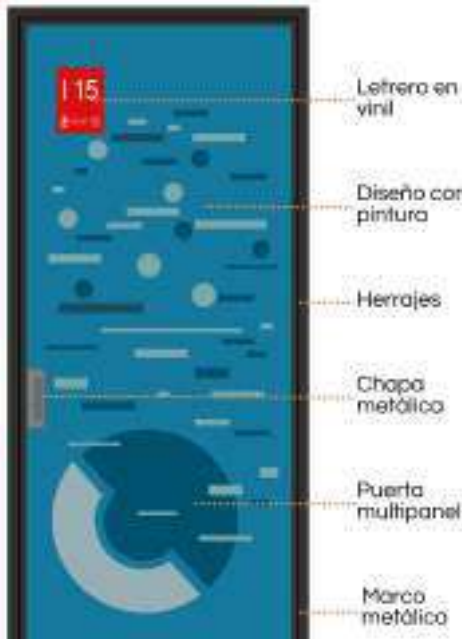 115
Letrero en
vinil
Diseño con
pintura
Herrajes
Chapa
metálica
Puerta
multipanel
Marco
metálico